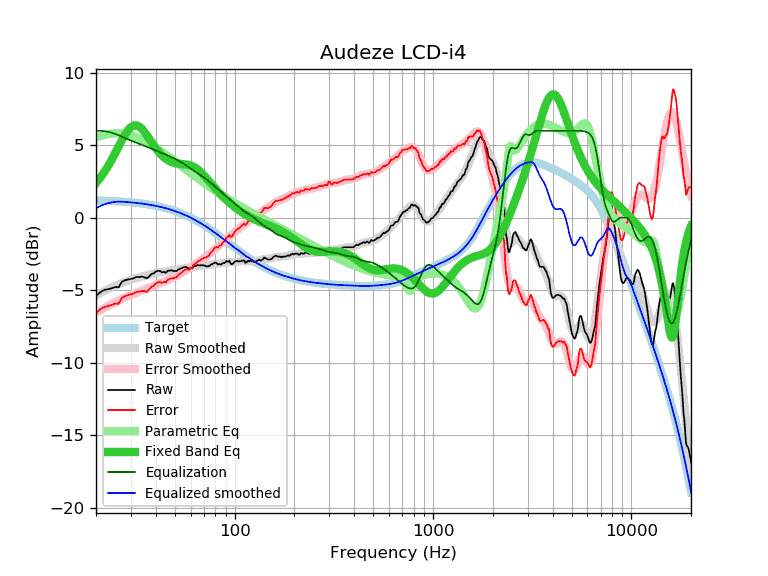 Audeze LCD-i4
10
5
0
−5
−10
−15
−20
Amplitude (dBr)
Target
Raw Smoothed
Error Smoothed
Raw
Error
Parametric Eq
Fixed Band Eq
Equalization
Equalized smoothed
100
1000
10000
Frequency (Hz)